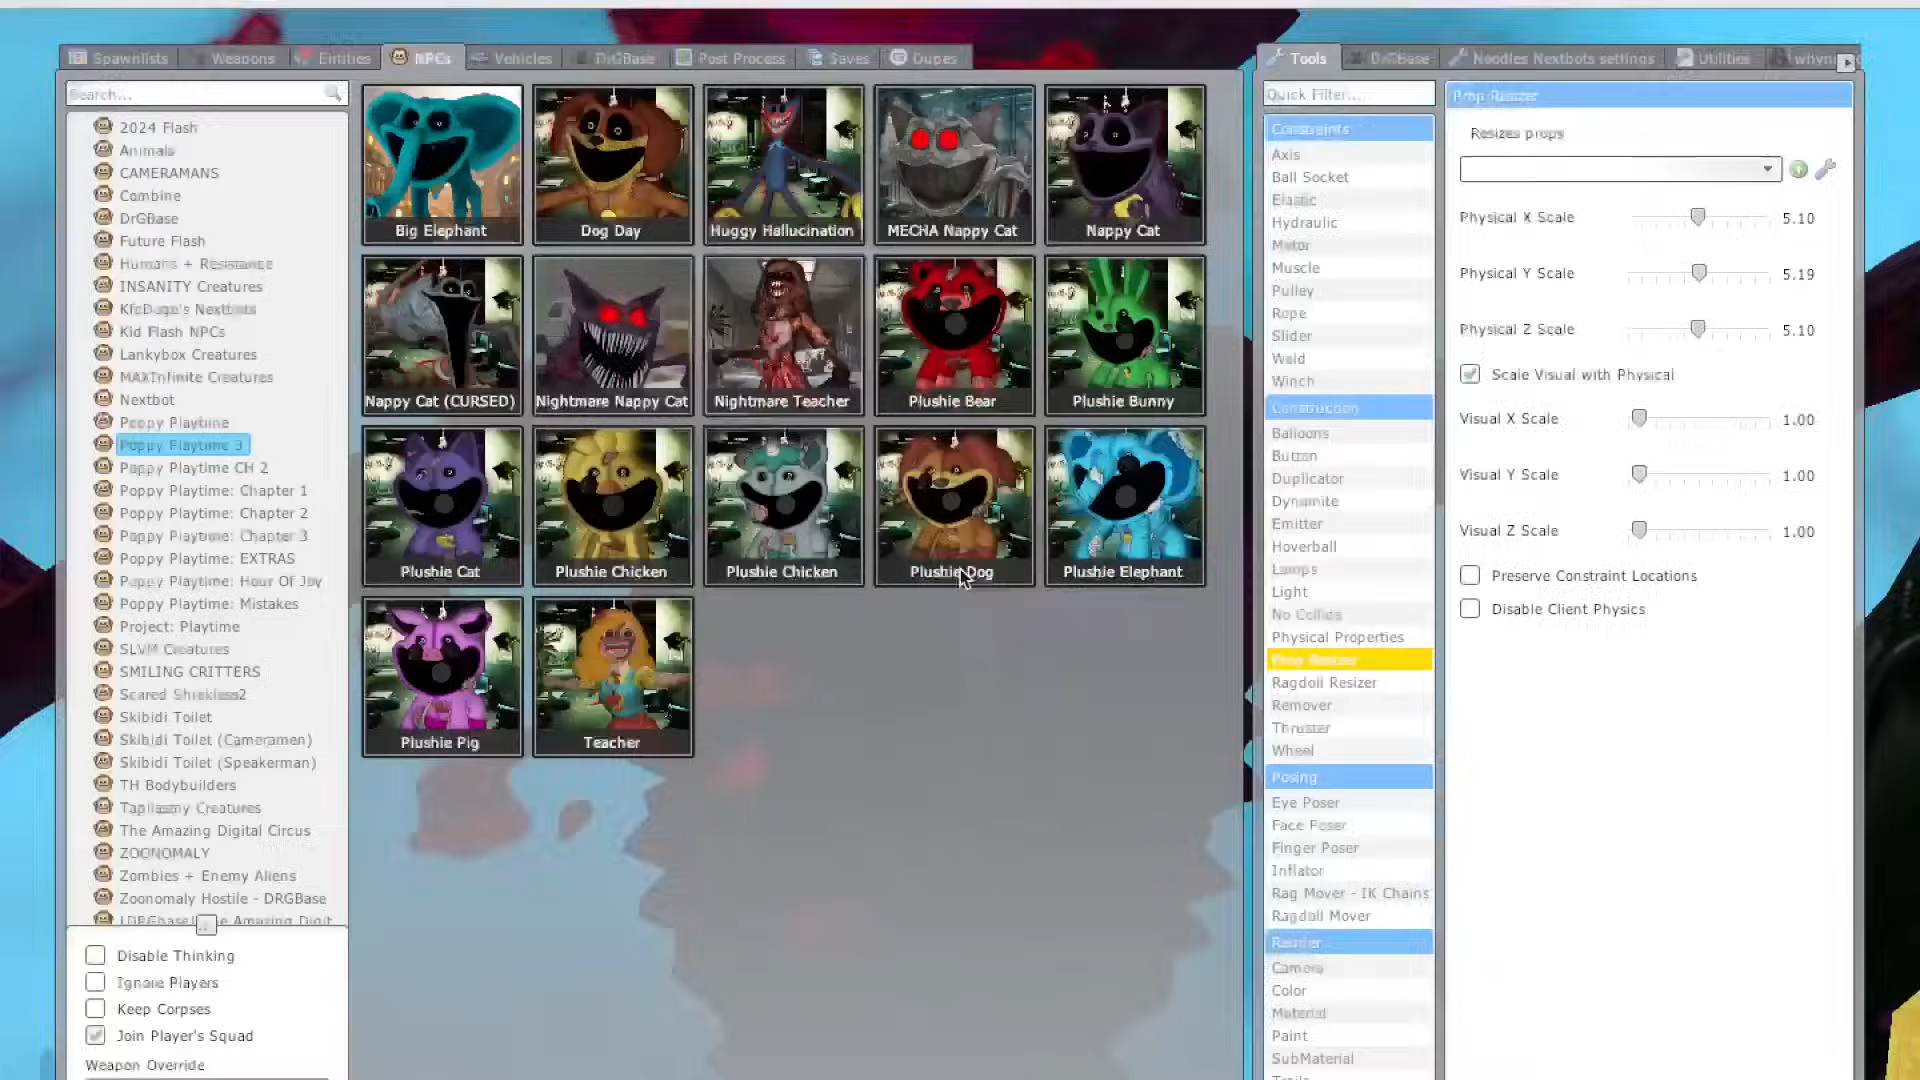 Spawnlists
Weapons
Entities
NPCs
Vehicles
DrGBase
Post Process
Saves
Dupes
Search...
2024 Flash
Animals
CAMERAMANS
Combine
DrGBase
Future Flash
Humans + Resistance
INSANITY Creatures
KfcDuge's Nextbots
Kid Flash NPCs
Lankybox Creatures
MAXInfinite Creatures
Nextbot
Poppy Playtime
Poppy Playtime 3
Poppy Playtime CH 2
Poppy Playtime: Chapter 1
Poppy Playtime: Chapter 2
Poppy Playtime: Chapter 3
Poppy Playtime: EXTRAS
Poppy Playtime: Hour Of Joy
Poppy Playtime: Mistakes
Project: Playtime
SLVM Creatures
SMILING CRITTERS
Scared
Skibidi Toilet
Skibidi Toilet (Cameramen)
Skibidi Toilet (Speakerman)
TH Bodybuilders
Creatures
The Amazing Digital Circus
ZOONOMALY
Zombies + Enemy Aliens
Zoonomaly Hostile - DRGBase
Amazing Digit
Disable Thinking
Ignore Players
Keep Corpses
Join Player's Squad
Weapon Override
Big Elephant
Dog Day
Huggy Hallucination
MECHA Nappy Cat
Nappy Cat
Nappy Cat (CURSED)
Nightmare Nappy Cat
Nightmare Teacher
Plushie Bear
Plushie Bunny
Plushie Cat
Plushie Chicken
Plushie Chicken
Plushie Dog
Plushie Elephant
Plushie Pig
Teacher
Tools
DrGBase
Noodles Nextbots settings
Utilities
whyn
Quick Filter...
Constraints
Axis
Ball Socket
Elastic
Hydraulic
Motor
Muscle
Pulley
Rope
Slider
Weld
Winch
Construction
Balloons
Button
Duplicator
Dynamite
Emitter
Hoverball
Lamps
Light
No Collide
Physical Properties
Prop Resizer
Ragdoll Resizer
Remover
Thruster
Wheel
Posing
Eye Poser
Face Poser
Finger Poser
Inflator
Rag Mover - IK Chains
Ragdoll Mover
Render
Camera
Color
Material
Paint
SubMaterial
Trails
Prop Resizer
Resizes props
Physical X Scale 5.10
Physical Y Scale 5.19
Physical Z Scale 5.10
Scale Visual with Physical
Visual X Scale 1.00
Visual Y Scale 1.00
Visual Z Scale 1.00
Preserve Constraint Locations
Disable Client Physics